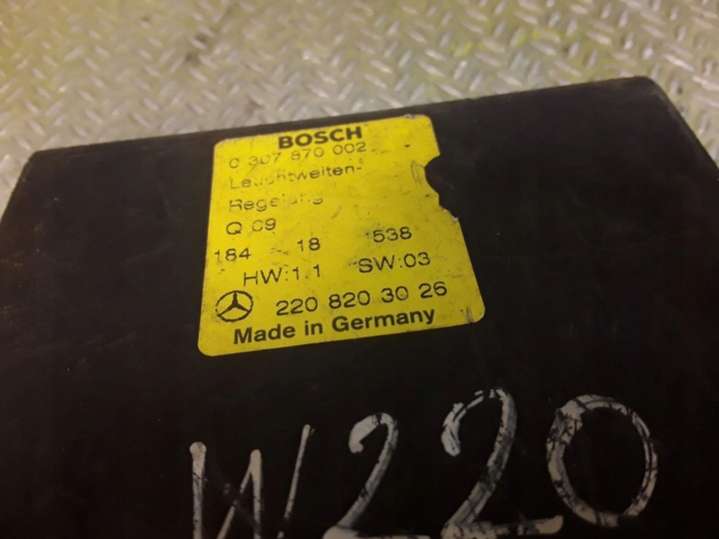 BOSCH
0 307 870 002
Leuchtweiten-
Regelung
Q 09
184 18 1538
HW:1.1 SW:03
220 820 30 26
Made in Germany
W220